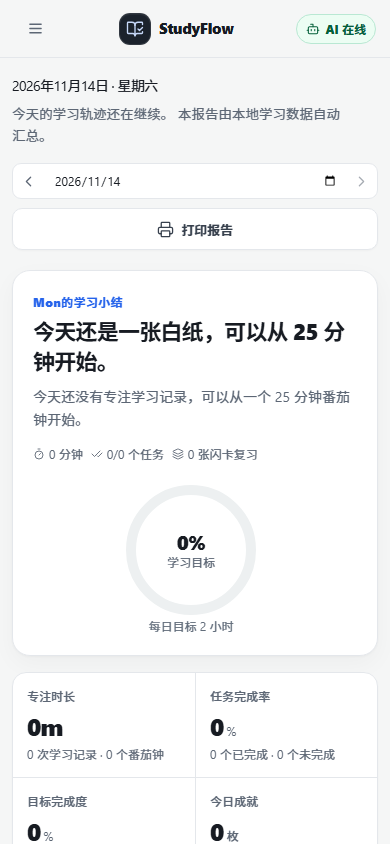 StudyFlow
AI 在线
2026年11月14日 · 星期六
今天的学习轨迹还在继续。 本报告由本地学习数据自动
汇总。
2026/11/14
打印报告
Mon的学习小结
今天还是一张白纸，可以从 25 分
钟开始。
今天还没有专注学习记录，可以从一个 25 分钟番茄
钟开始。
0 分钟 0/0 个任务 0 张闪卡复习
0%
学习目标
每日目标 2 小时
专注时长
0m
0 次学习记录 · 0 个番茄钟
任务完成率
0 %
0 个已完成 · 0 个未完成
目标完成度
0 %
今日成就
0 枚